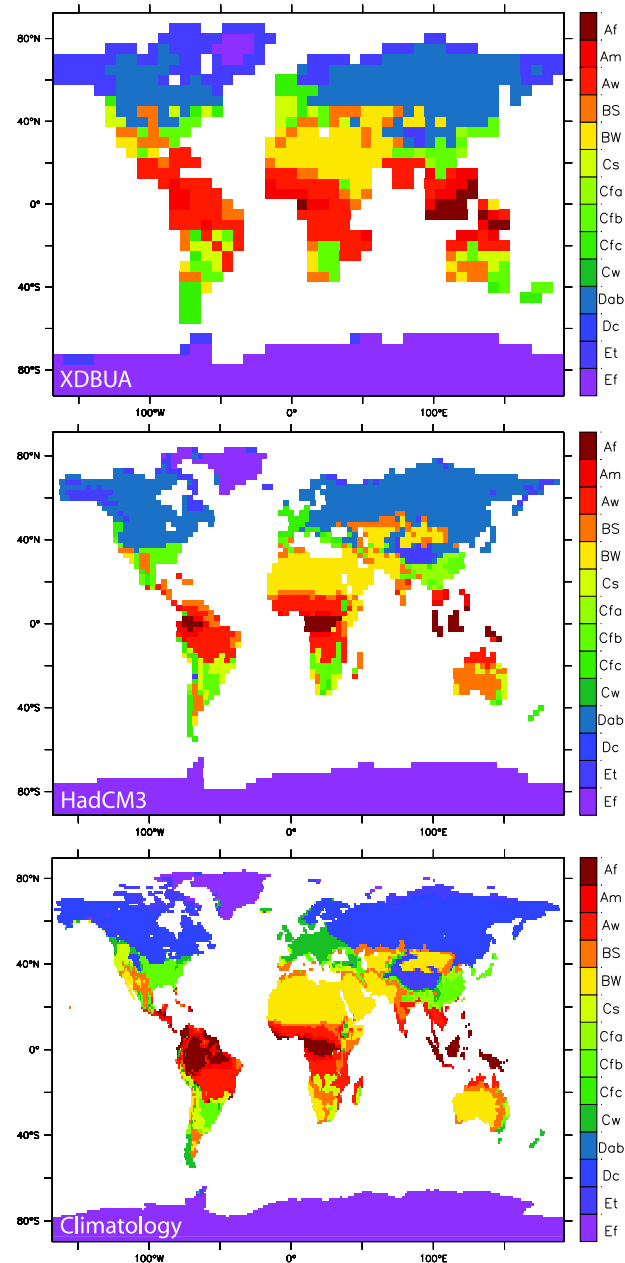 80°N
40°N
0°
40°S
80°S
100°W
0°
100°E
XDBUA
Af
Am
Aw
BS
BW
Cs
Cfa
Cfb
Cfc
Cw
Dab
Dc
Et
Ef
80°N
40°N
0°
40°S
80°S
100°W
0°
100°E
HadCM3
Af
Am
Aw
BS
BW
Cs
Cfa
Cfb
Cfc
Cw
Dab
Dc
Et
Ef
80°N
40°N
0°
40°S
80°S
100°W
0°
100°E
Climatology
Af
Am
Aw
BS
BW
Cs
Cfa
Cfb
Cfc
Cw
Dab
Dc
Et
Ef